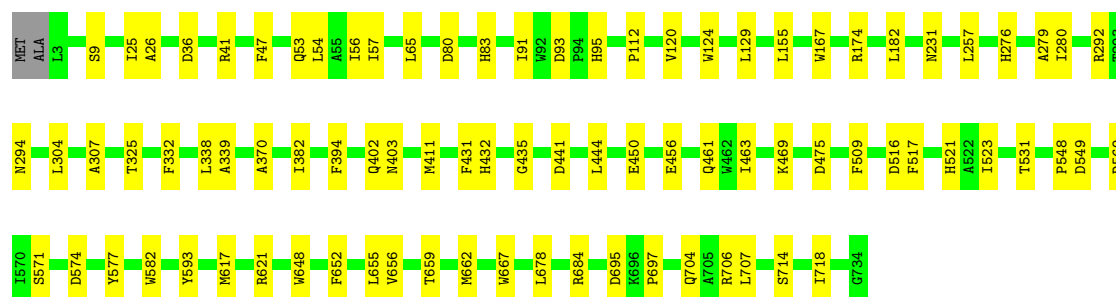 MET ALA L3 S9 I25 A26 D36 R41 F47 Q53 L54 A55 I56 I57 L65 D80 H83 I91 W92 D93 P94 H95 P112 V120 W124 L129 L155 W167 R174 L182 N231 L257 H276 A279 I280 R292 T293
N294 L304 A307 T325 F332 L338 A339 A370 I382 F394 Q402 N403 M411 F431 H432 G435 D441 L444 E450 E456 Q461 W462 I463 K469 D475 F509 D516 F517 H521 A522 I523 T531 P548 D549
I570 S571 D574 Y577 W582 Y593 M617 R621 W648 F652 L655 V656 T659 M662 W667 L678 R684 D695 K696 P697 Q704 A705 R706 L707 S714 I718 G734